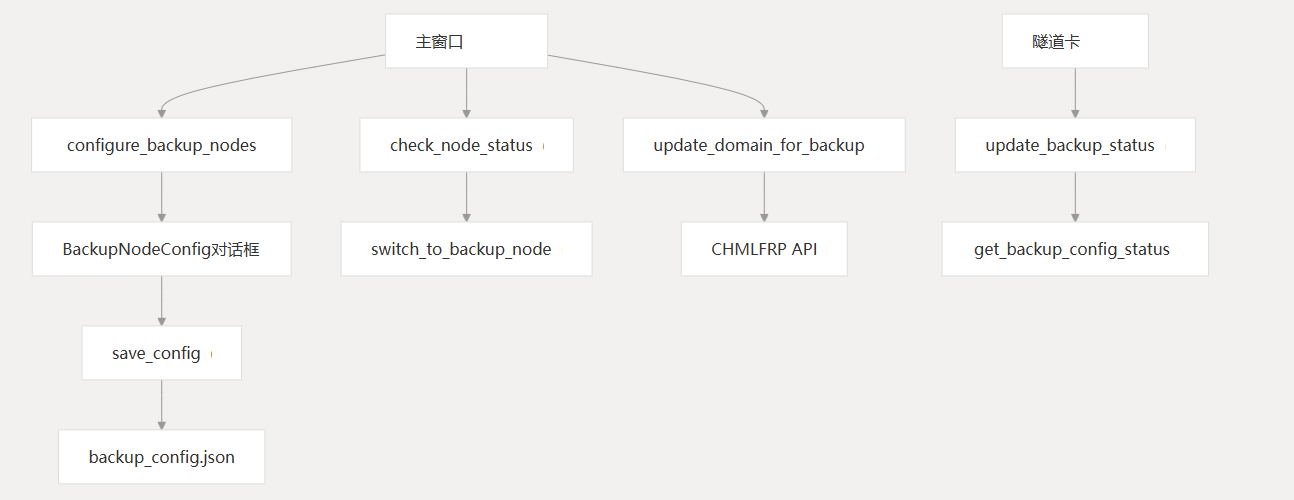 主窗口
隧道卡
configure_backup_nodes
check_node_status (
update_domain_for_backup
update_backup_status
BackupNodeConfig对话框
switch_to_backup_node
CHMLFRP API
get_backup_config_status
save_config (
backup_config.json